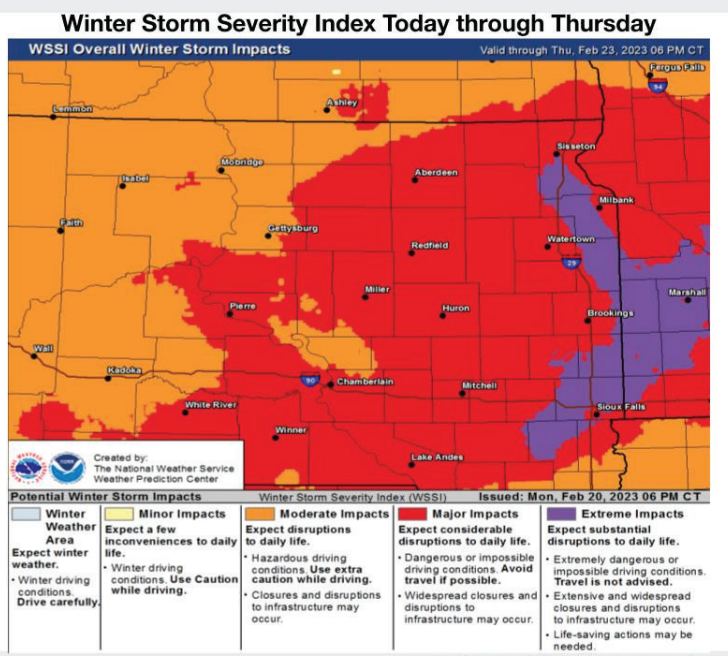 Winter Storm Severity Index Today through Thursday
WSSI Overall Winter Storm Impacts
Valid through Thu, Feb 23, 2023 06 PM CT
Fergus Falls
94
Lemmon
Ashley
Sisseton
Mobridge
Aberdeen
Isabel
Milbank
Faith
Gettysburg
Redfield
Watertown
29
Miller
Marshall
Pierre
Huron
Brookings
Wall
Kadoka
90
Chamberlain
Mitchell
White River
Sioux Falls
Winner
Lake Andes
Created by:
The National Weather Service
Weather Prediction Center
Potential Winter Storm Impacts
Winter Storm Severity Index (WSSI)
Issued: Mon, Feb 20, 2023 06 PM CT
Winter
Weather
Area
Expect winter
weather.
• Winter driving
conditions.
Drive carefully.
Minor Impacts
Expect a few
inconveniences to daily
life.
• Winter driving
conditions. Use Caution
while driving.
Moderate Impacts
Expect disruptions
to daily life.
• Hazardous driving
conditions. Use extra
caution while driving.
• Closures and disruptions
to infrastructure may
occur.
Major Impacts
Expect considerable
disruptions to daily life.
• Dangerous or impossible
driving conditions. Avoid
travel if possible.
• Widespread closures and
disruptions to
infrastructure may occur.
Extreme Impacts
Expect substantial
disruptions to daily life.
• Extremely dangerous or
impossible driving conditions.
Travel is not advised.
• Extensive and widespread
closures and disruptions
to infrastructure may occur.
• Life-saving actions may be
needed.